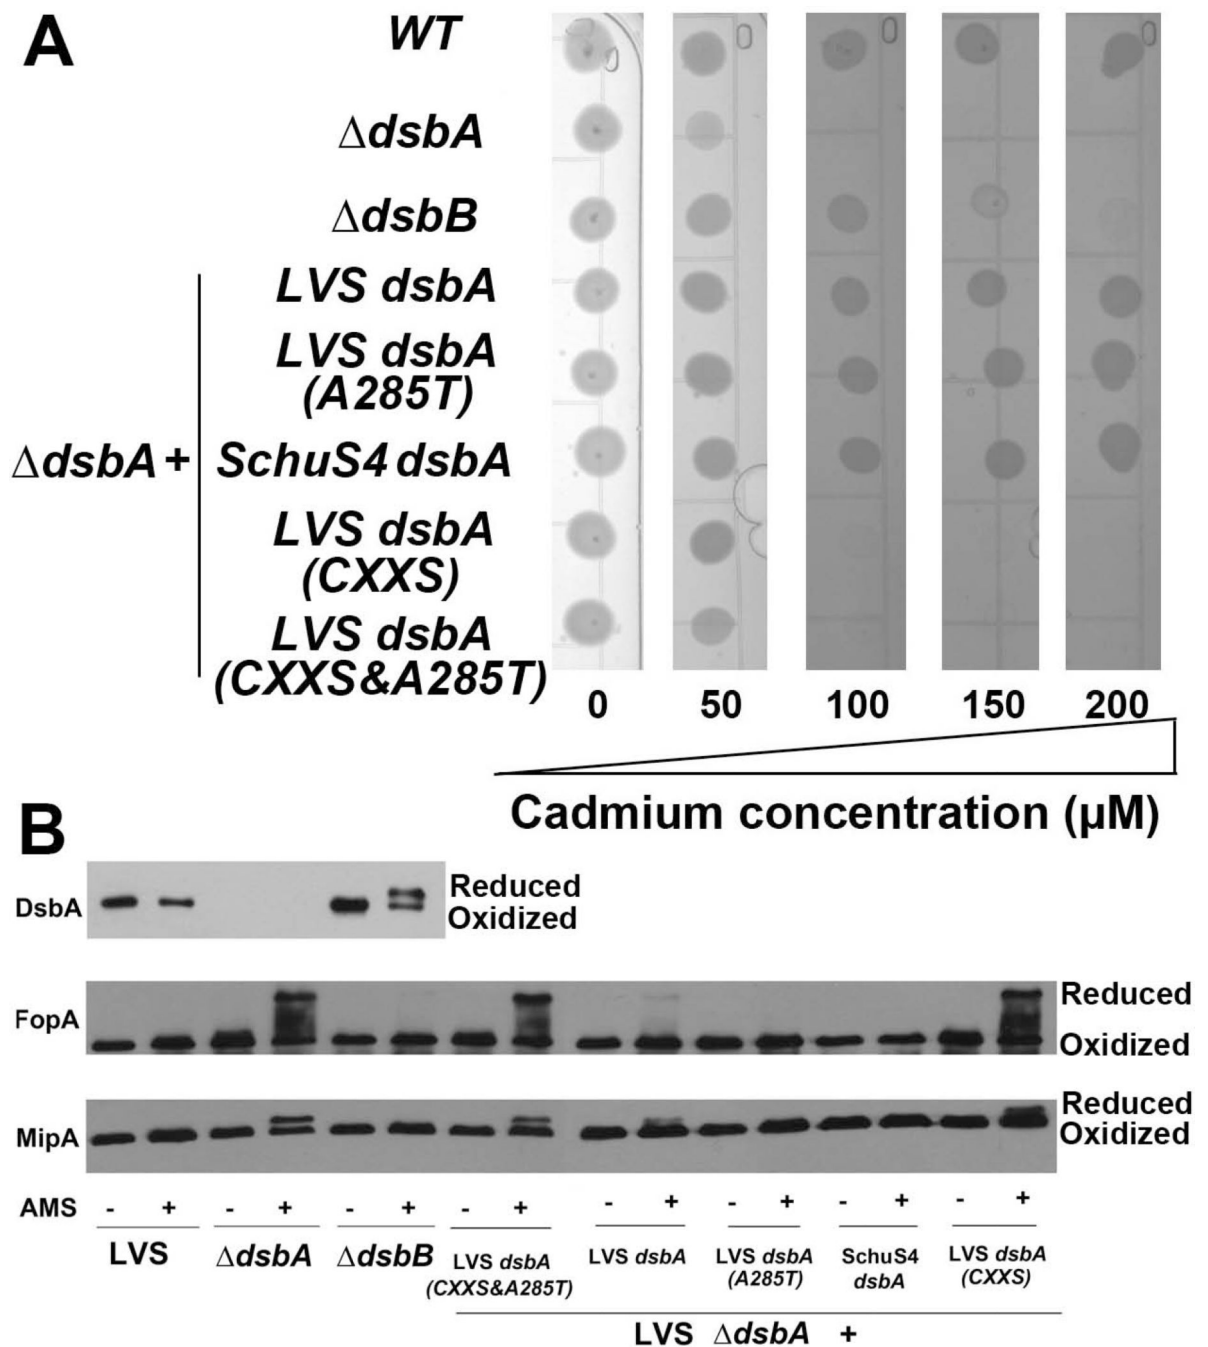 A
WT
ΔdsbA
ΔdsbB
LVS dsbA
LVS dsbA
(A285T)
ΔdsbA + SchuS4 dsbA
LVS dsbA
(CXXS)
LVS dsbA
(CXXS&A285T)
0 50 100 150 200
Cadmium concentration (µM)
B
DsbA Reduced
Oxidized
FopA Reduced
Oxidized
MipA Reduced
Oxidized
AMS - + - + - + - + - + - + - + - +
LVS ΔdsbA ΔdsbB LVS dsbA LVS dsbA LVS dsbA SchuS4 LVS dsbA
(CXXS&A285T) (A285T) dsbA (CXXS)
LVS ΔdsbA +